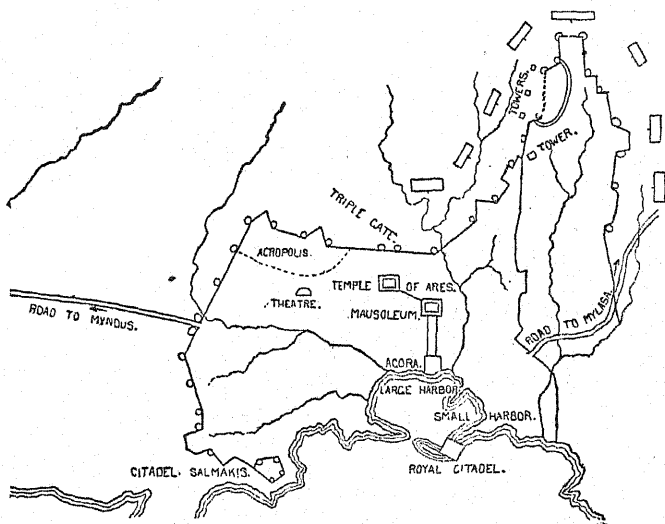 TOWERS.
TOWER.
TRIPLE GATE.
ACROPOLIS.
TEMPLE OF ARES.
THEATRE.
MAUSOLEUM.
ROAD TO MYNDUS.
ROAD TO MYLASA.
AGORA.
LARGE HARBOR
SMALL HARBOR.
CITADEL. SALMAKIS.
ROYAL CITADEL.